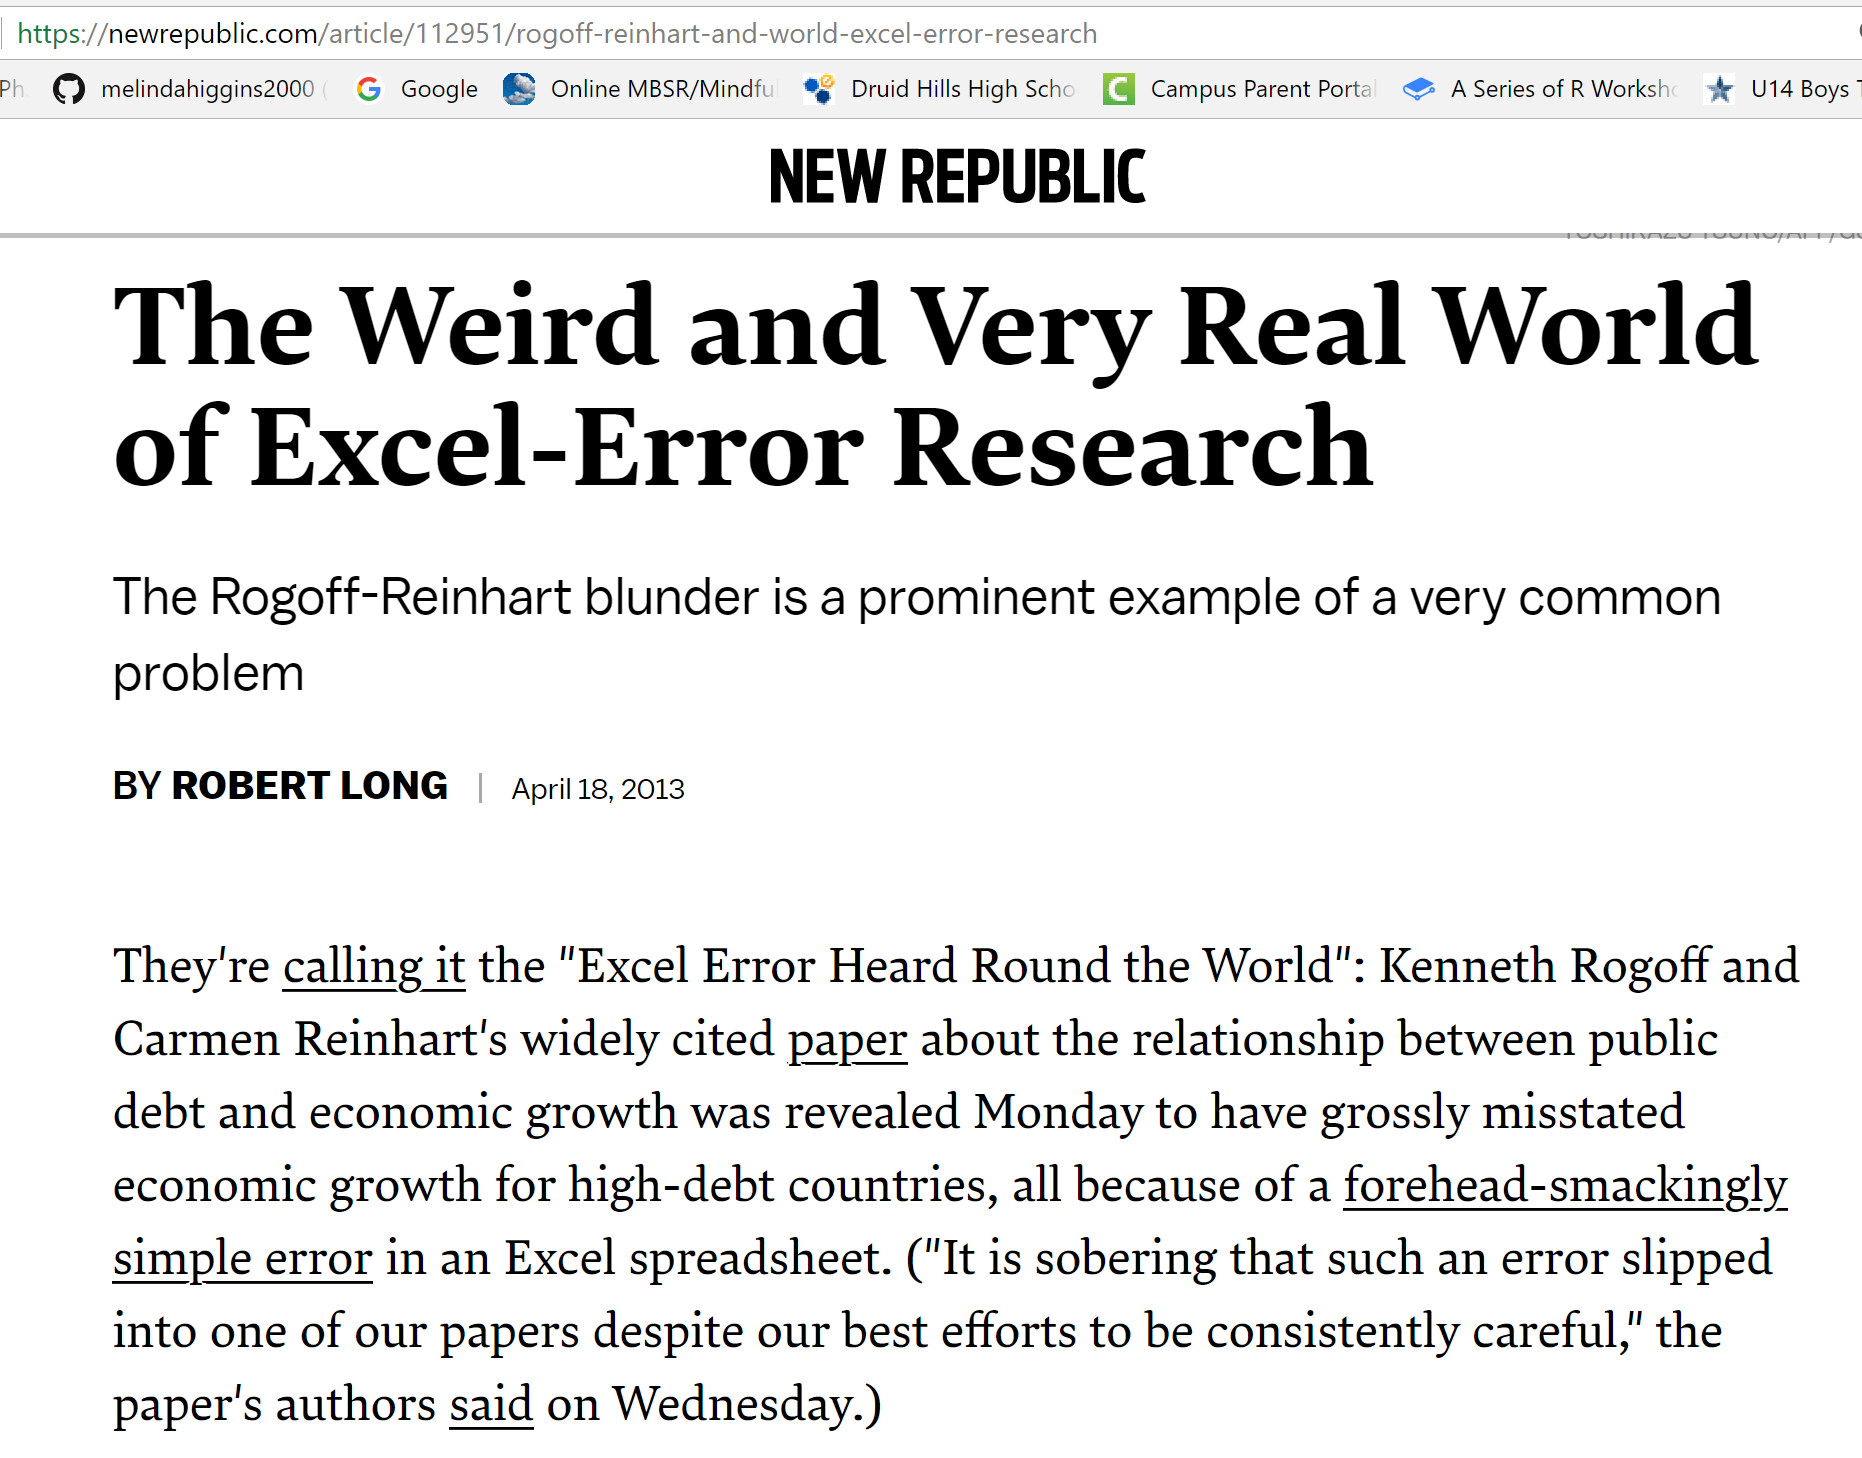 https://newrepublic.com/article/112951/rogoff-reinhart-and-world-excel-error-research
Ph melindahiggins2000 ( Google Online MBSR/Mindfu Druid Hills High Scho Campus Parent Porta A Series of R Worksho U14 Boys T
NEW REPUBLIC
The Weird and Very Real World
of Excel-Error Research
The Rogoff-Reinhart blunder is a prominent example of a very common
problem
BY ROBERT LONG | April 18, 2013
They're calling it the "Excel Error Heard Round the World": Kenneth Rogoff and
Carmen Reinhart's widely cited paper about the relationship between public
debt and economic growth was revealed Monday to have grossly misstated
economic growth for high-debt countries, all because of a forehead-smackingly
simple error in an Excel spreadsheet. ("It is sobering that such an error slipped
into one of our papers despite our best efforts to be consistently careful," the
paper's authors said on Wednesday.)